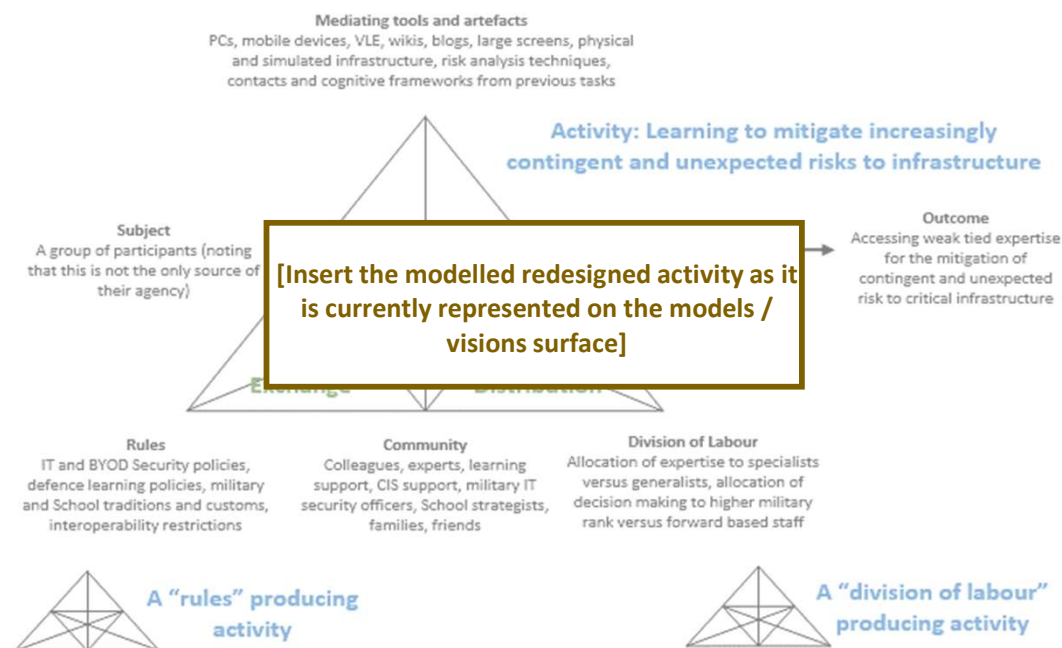 Mediating tools and artefacts
PCs, mobile devices, VLE, wikis, blogs, large screens, physical
and simulated infrastructure, risk analysis techniques,
contacts and cognitive frameworks from previous tasks
Activity: Learning to mitigate increasingly
contingent and unexpected risks to infrastructure
Subject
A group of participants (noting
that this is not the only source of
their agency)
[Insert the modelled redesigned activity as it
is currently represented on the models /
visions surface]
Outcome
Accessing weak tied expertise
for the mitigation of
contingent and unexpected
risk to critical infrastructure
Exchange
Distribution
Rules
IT and BYOD Security policies,
defence learning policies, military
and School traditions and customs,
interoperability restrictions
Community
Colleagues, experts, learning
support, CIS support, military IT
security officers, School strategists,
families, friends
Division of Labour
Allocation of expertise to specialists
versus generalists, allocation of
decision making to higher military
rank versus forward based staff
A “rules” producing
activity
A “division of labour”
producing activity